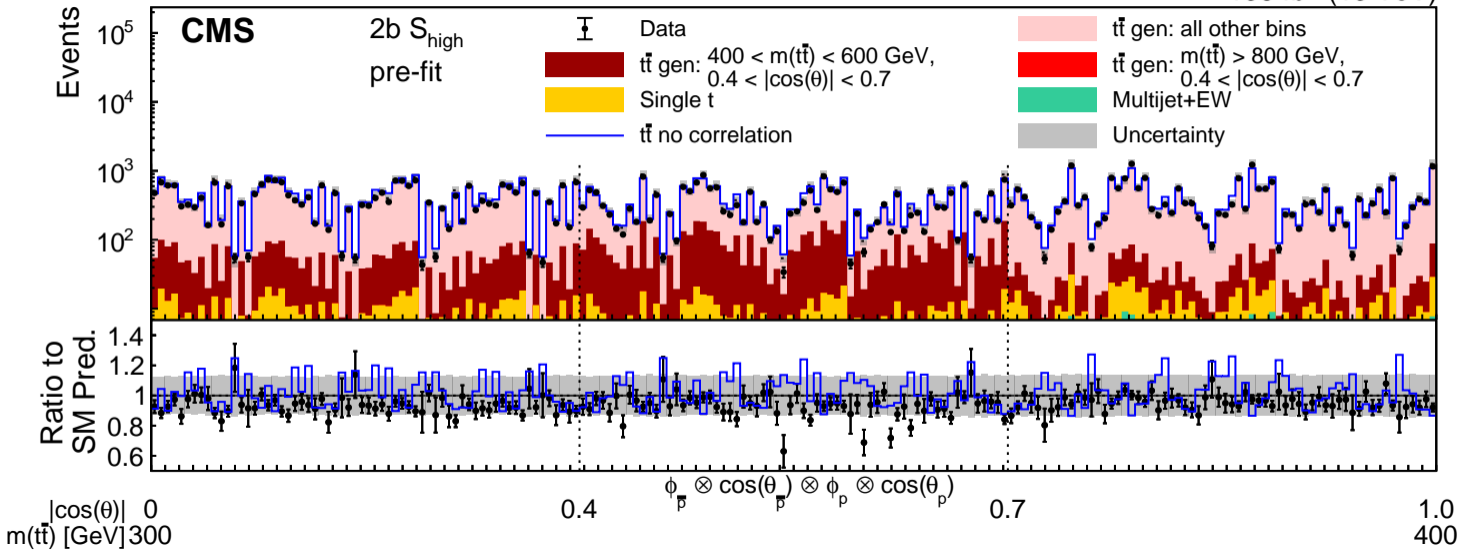 CMS
2b S_high
pre-fit
Data
tt̄ gen: 400 < m(tt̄) < 600 GeV,
0.4 < |cos(θ)| < 0.7
Single t
tt̄ no correlation
tt̄ gen: all other bins
tt̄ gen: m(tt̄) > 800 GeV,
0.4 < |cos(θ)| < 0.7
Multijet+EW
Uncertainty
Events
10^5
10^4
10^3
10^2
Ratio to
SM Pred.
1.4
1.2
1
0.8
0.6
ϕ_p̄ ⊗ cos(θ_p̄) ⊗ ϕ_p ⊗ cos(θ_p)
|cos(θ)| 0 0.4 0.7 1.0
m(tt̄) [GeV] 300 400